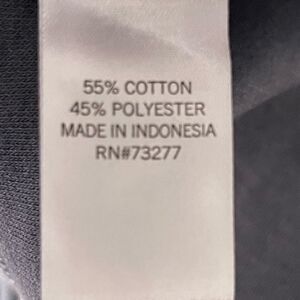 55% COTTON
45% POLYESTER
MADE IN INDONESIA
RN#73277